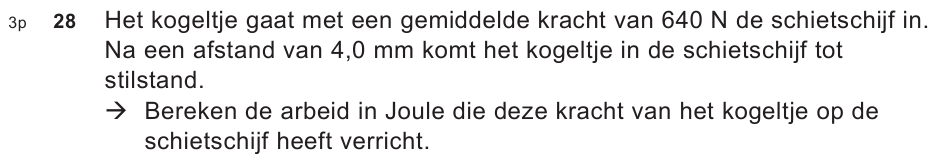 3p 28 Het kogeltje gaat met een gemiddelde kracht van 640 N de schietschijf in.
Na een afstand van 4,0 mm komt het kogeltje in de schietschijf tot
stilstand.
→ Bereken de arbeid in Joule die deze kracht van het kogeltje op de
schietschijf heeft verricht.